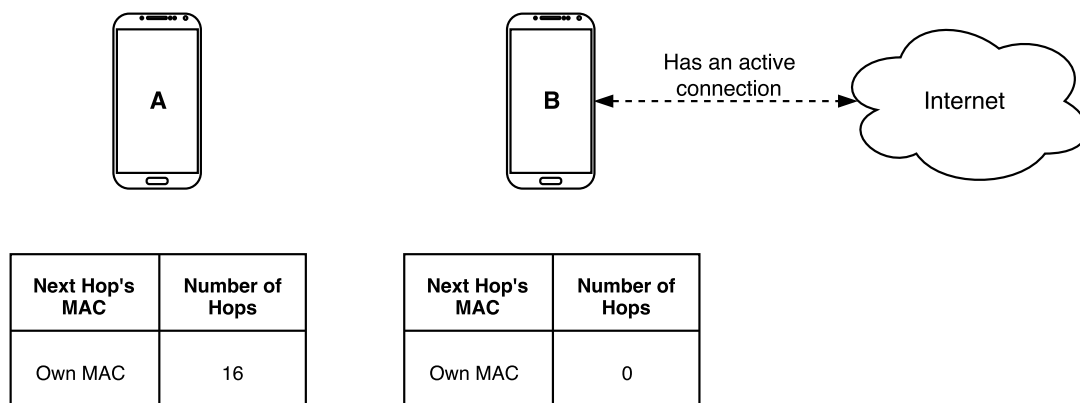 A
B
Has an active
connection
Internet
Next Hop's
MAC
Number of
Hops
Own MAC
16
Next Hop's
MAC
Number of
Hops
Own MAC
0